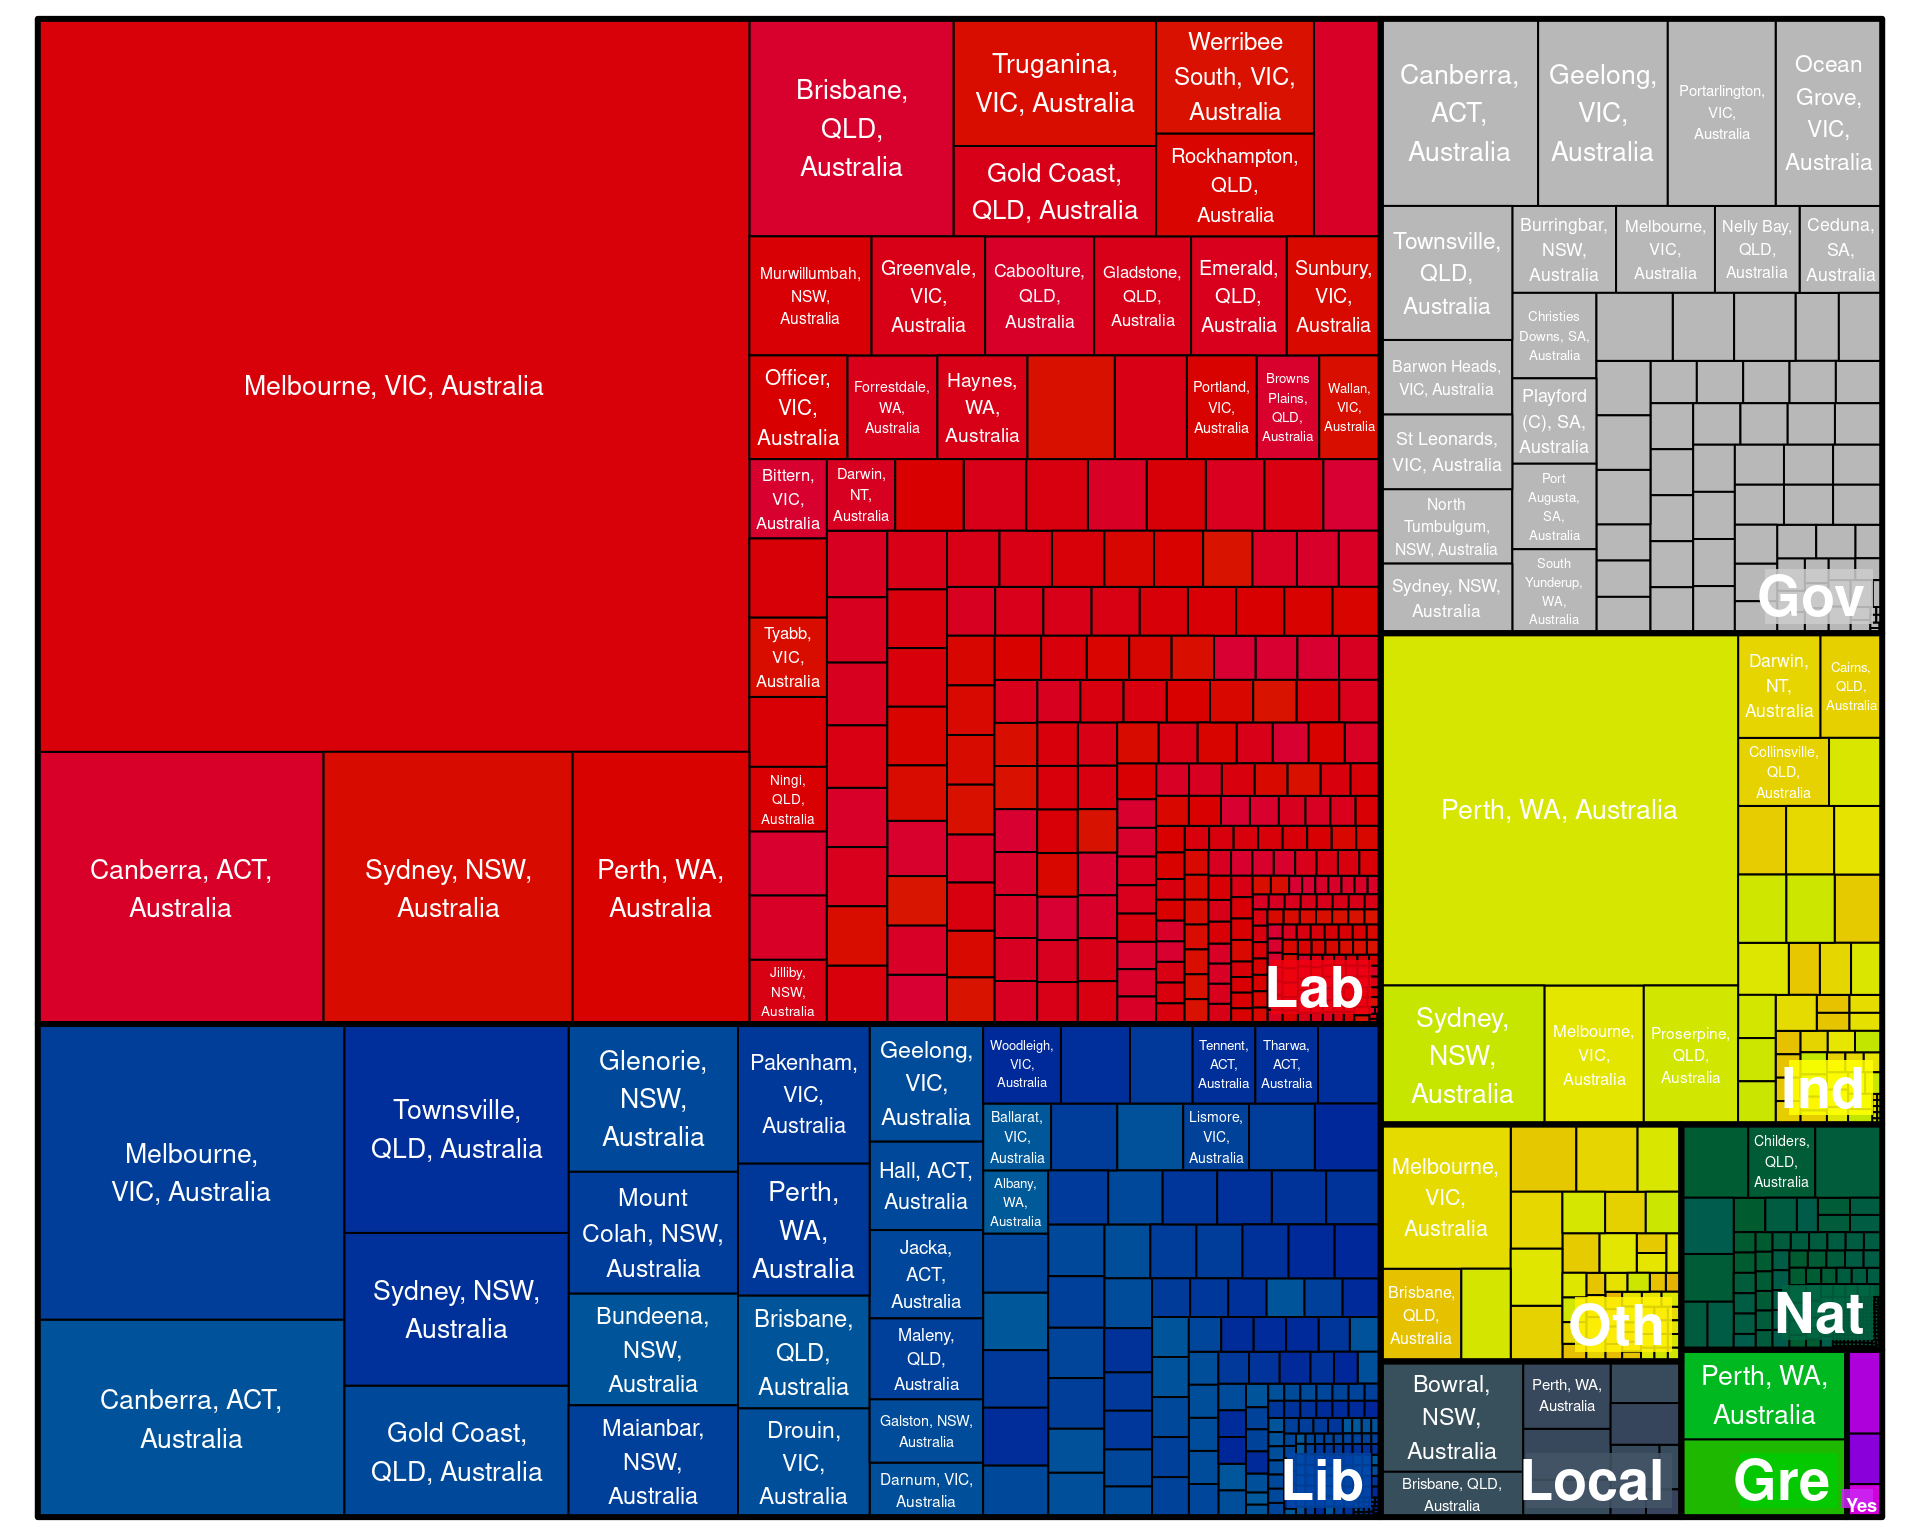 Melbourne, VIC, Australia
Canberra, ACT,
Australia
Sydney, NSW,
Australia
Perth, WA,
Australia
Brisbane,
QLD,
Australia
Truganina,
VIC, Australia
Gold Coast,
QLD, Australia
Werribee
South, VIC,
Australia
Rockhampton,
QLD,
Australia
Murwillumbah,
NSW,
Australia
Greenvale,
VIC,
Australia
Caboolture,
QLD,
Australia
Gladstone,
QLD,
Australia
Emerald,
QLD,
Australia
Sunbury,
VIC,
Australia
Officer,
VIC,
Australia
Forrestdale,
WA,
Australia
Haynes,
WA,
Australia
Portland,
VIC,
Australia
Browns
Plains,
QLD,
Australia
Wallan,
VIC,
Australia
Bittern,
VIC,
Australia
Darwin,
NT,
Australia
Tyabb,
VIC,
Australia
Ningi,
QLD,
Australia
Jilliby,
NSW,
Australia
Lab
Canberra,
ACT,
Australia
Geelong,
VIC,
Australia
Portarlington,
VIC,
Australia
Ocean
Grove,
VIC,
Australia
Townsville,
QLD,
Australia
Burringbar,
NSW,
Australia
Melbourne,
VIC,
Australia
Nelly Bay,
QLD,
Australia
Ceduna,
SA,
Australia
Christies
Downs, SA,
Australia
Barwon Heads,
VIC, Australia
Playford
(C), SA,
Australia
St Leonards,
VIC, Australia
Port
Augusta,
SA,
Australia
North
Tumbulgum,
NSW, Australia
South
Yunderup,
WA,
Australia
Sydney, NSW,
Australia
Gov
Perth, WA, Australia
Darwin,
NT,
Australia
Cairns,
QLD,
Australia
Collinsville,
QLD,
Australia
Sydney,
NSW,
Australia
Melbourne,
VIC,
Australia
Proserpine,
QLD,
Australia
Ind
Melbourne,
VIC, Australia
Canberra, ACT,
Australia
Townsville,
QLD, Australia
Sydney, NSW,
Australia
Gold Coast,
QLD, Australia
Glenorie,
NSW,
Australia
Mount
Colah, NSW,
Australia
Bundeena,
NSW,
Australia
Maianbar,
NSW,
Australia
Pakenham,
VIC,
Australia
Perth,
WA,
Australia
Brisbane,
QLD,
Australia
Drouin,
VIC,
Australia
Geelong,
VIC,
Australia
Hall, ACT,
Australia
Jacka,
ACT,
Australia
Maleny,
QLD,
Australia
Galston, NSW,
Australia
Darnum, VIC,
Australia
Woodleigh,
VIC,
Australia
Tennent,
ACT,
Australia
Tharwa,
ACT,
Australia
Ballarat,
VIC,
Australia
Lismore,
VIC,
Australia
Albany,
WA,
Australia
Lib
Melbourne,
VIC,
Australia
Brisbane,
QLD,
Australia
Oth
Childers,
QLD,
Australia
Nat
Bowral,
NSW,
Australia
Perth, WA,
Australia
Brisbane, QLD,
Australia
Local
Perth, WA,
Australia
Gre
Yes